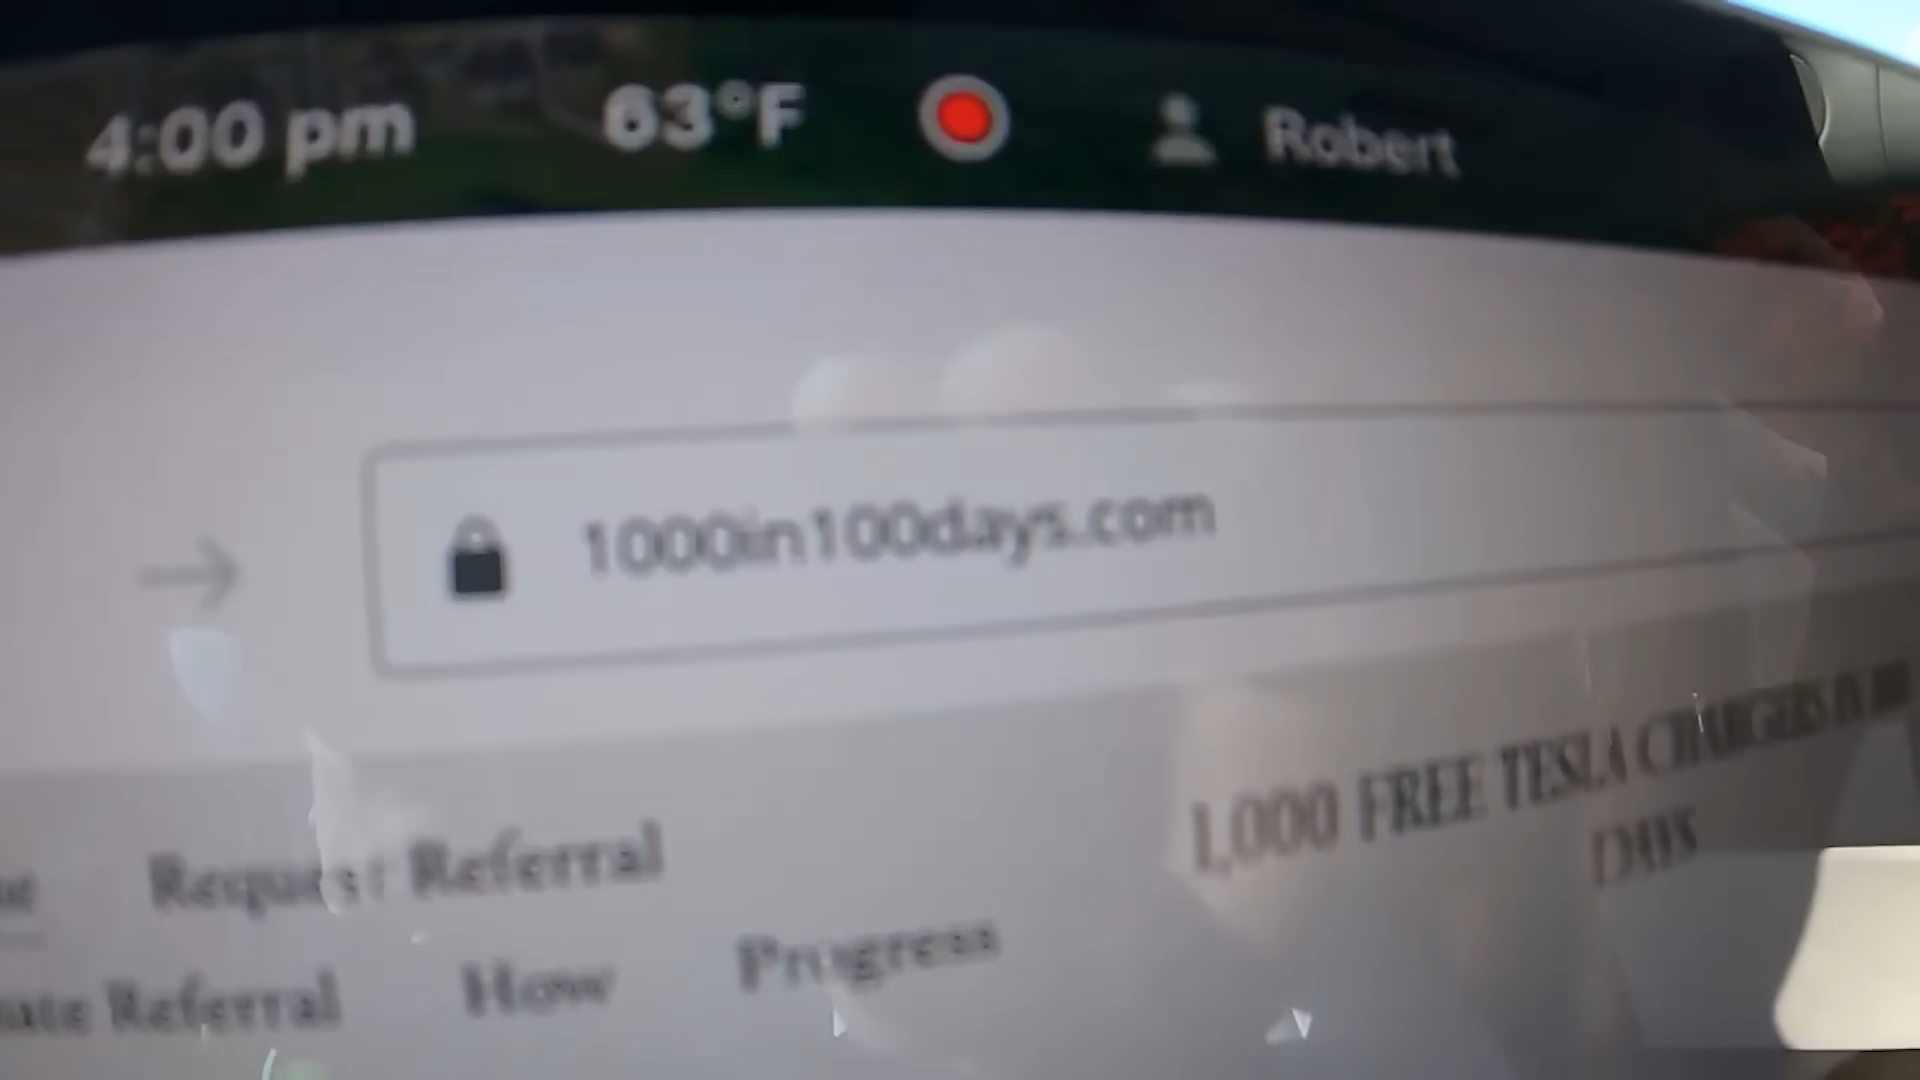 4:00 pm 63°F Robert
1000in100days.com
1,000 FREE TESLA CHARGERS IN
DAYS
Request Referral
Referral How Progress